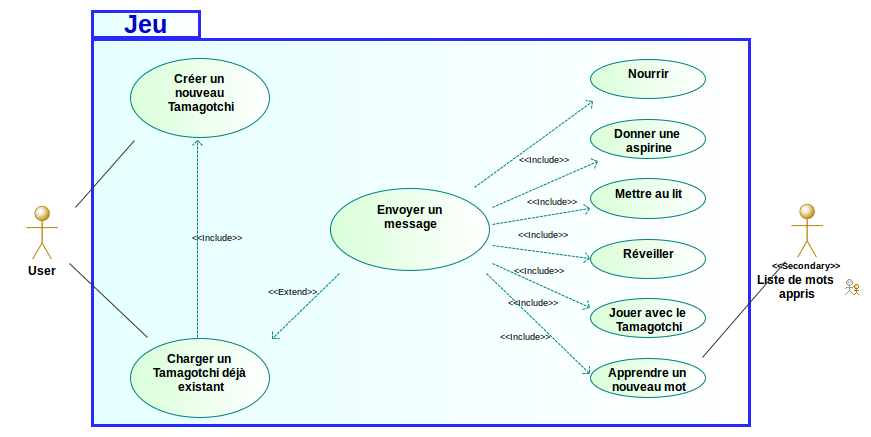 Jeu
Créer un
nouveau
Tamagotchi
Nourrir
Donner une
aspirine
<<Include>>
Mettre au lit
<<Include>>
Envoyer un
message
<<Include>>
<<Include>>
Réveiller
<<Include>>
User
<<Secondary>>
Liste de mots
appris
<<Extend>>
<<Include>>
Jouer avec le
Tamagotchi
<<Include>>
Charger un
Tamagotchi déjà
existant
Apprendre un
nouveau mot